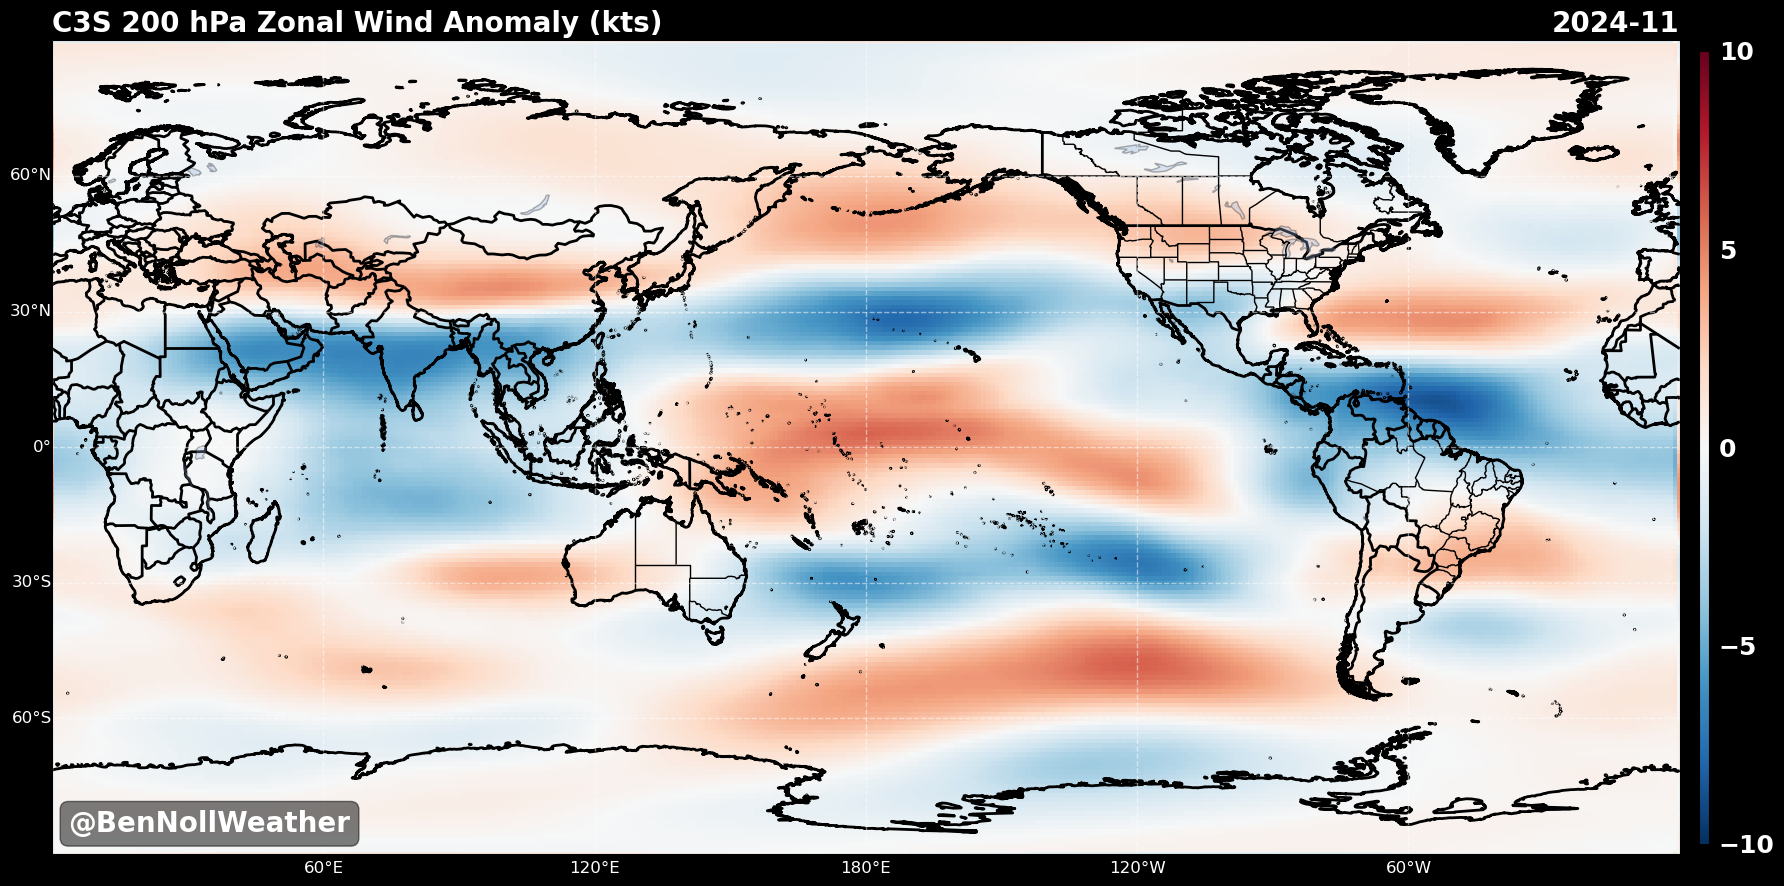 C3S 200 hPa Zonal Wind Anomaly (kts)
2024-11
10
5
0
−5
−10
60°N
30°N
0°
30°S
60°S
60°E
120°E
180°E
120°W
60°W
@BenNollWeather